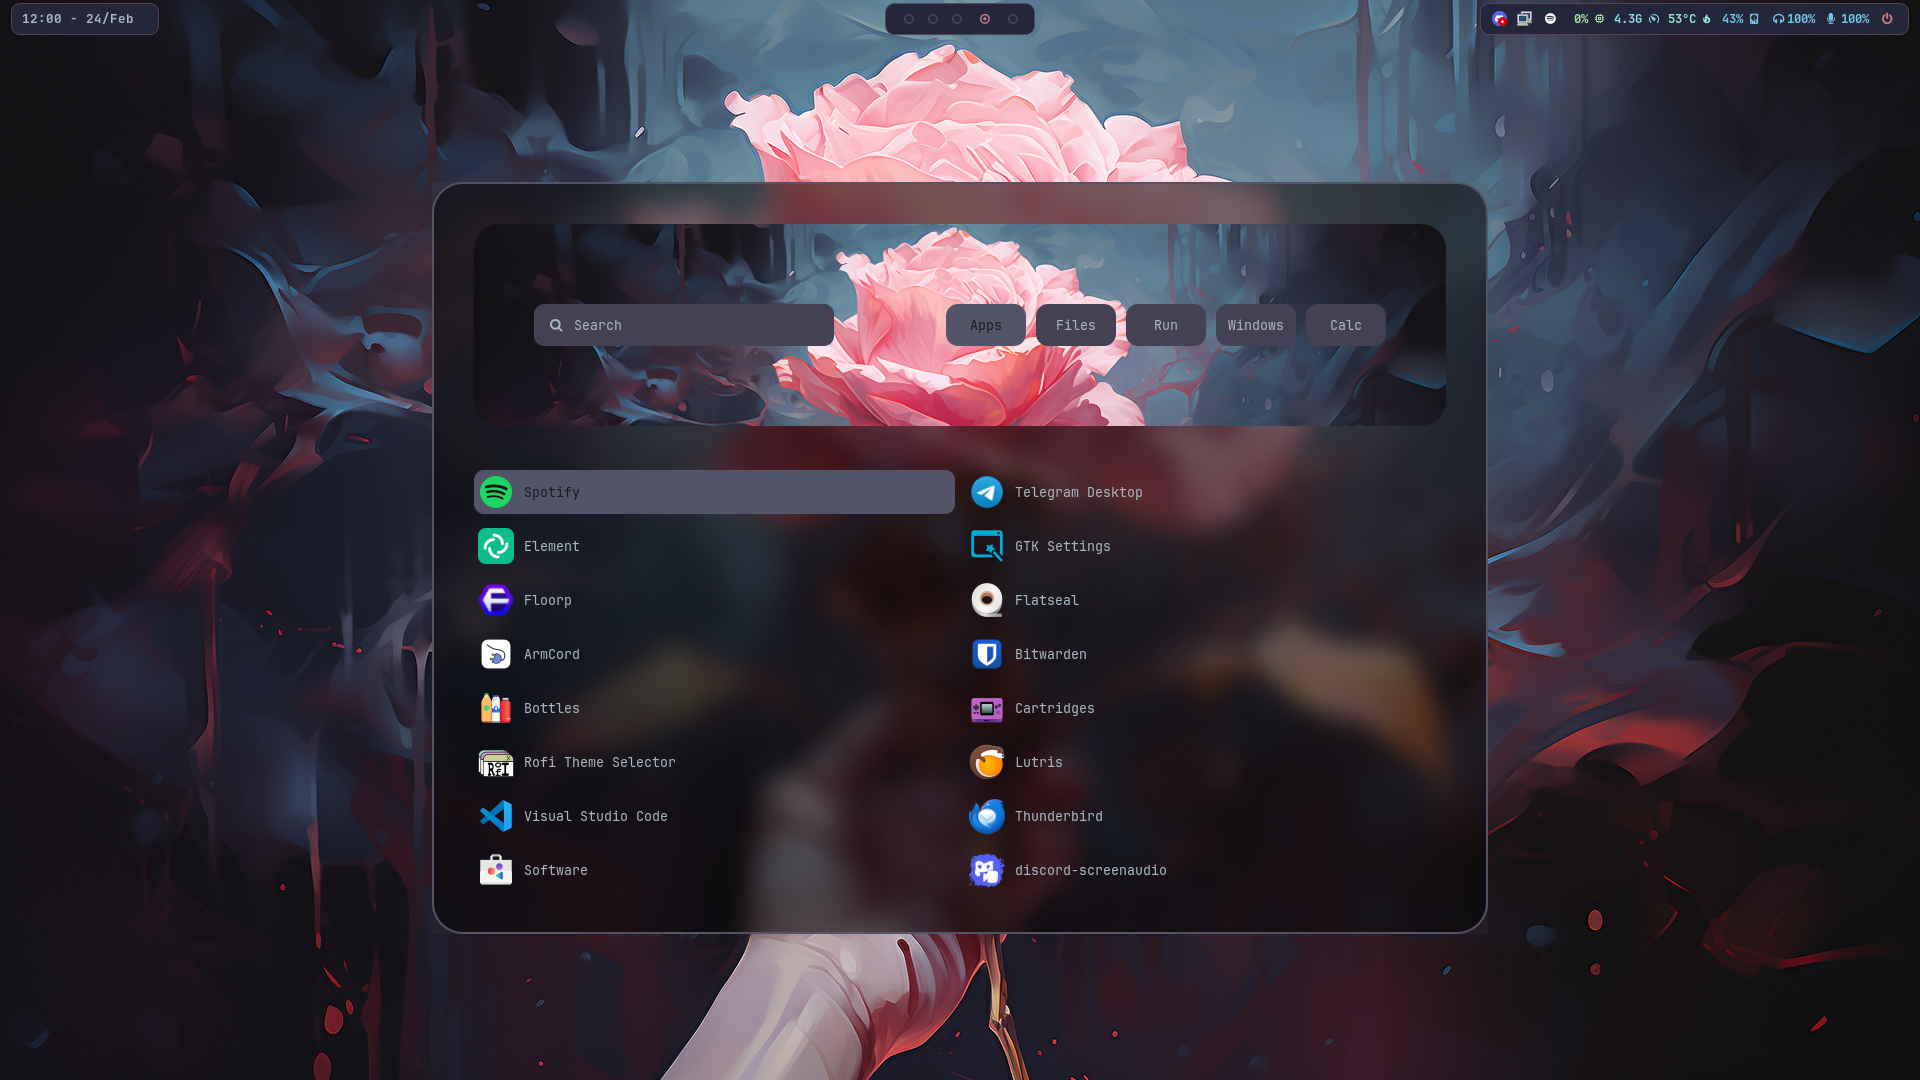 12:00 - 24/Feb
0% 4.3G 53°C 43% 100% 100%
Search
Apps Files Run Windows Calc
Spotify Telegram Desktop
Element GTK Settings
Floorp Flatseal
ArmCord Bitwarden
Bottles Cartridges
Rofi Theme Selector Lutris
Visual Studio Code Thunderbird
Software discord-screenaudio